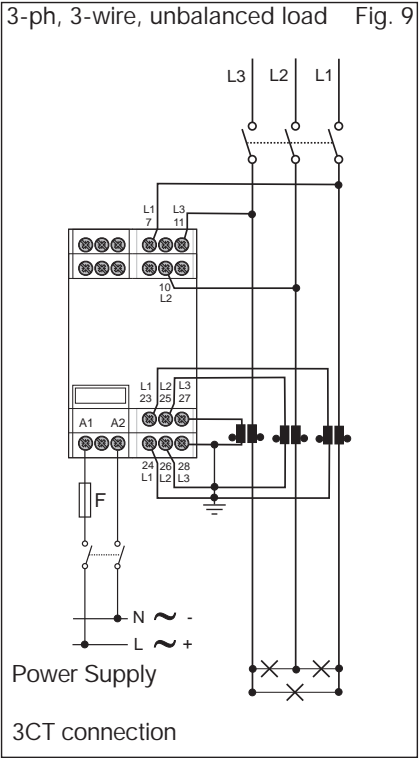 3-ph, 3-wire, unbalanced load Fig. 9
L3 L2 L1
L1 L3
7 11
10
L2
L1 L2 L3
23 25 27
A1 A2
24 26 28
L1 L2 L3
F
N ~ -
L ~ +
Power Supply
3CT connection